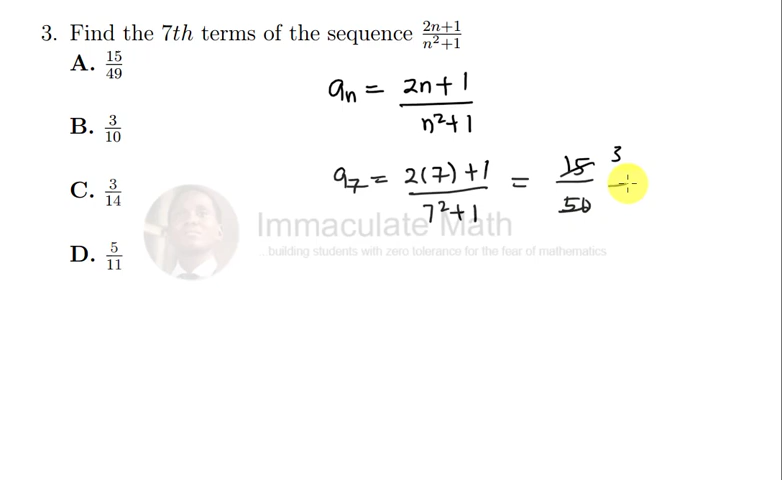 3. Find the 7th terms of the sequence (2n+1)/(n²+1)
A. 15/49
aₙ = (2n+1)/(n²+1)
B. 3/10
a₇ = (2(7)+1)/(7²+1) = 15/50 3
C. 3/14
Immaculate Math
...building students with zero tolerance for the fear of mathematics
D. 5/11